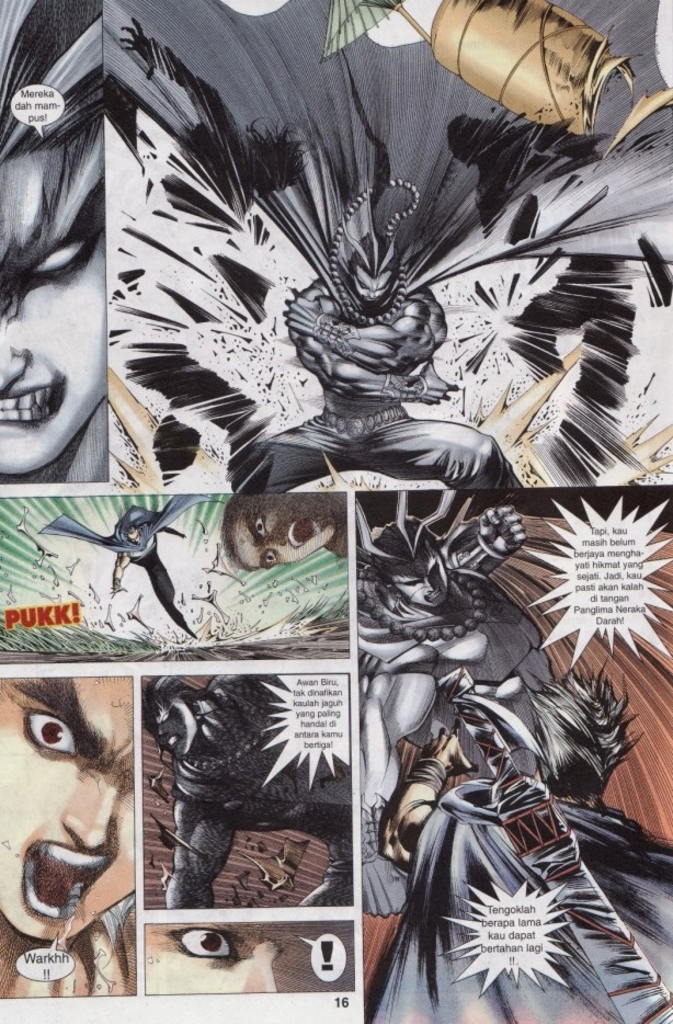 Mereka
dah mam-
pus!
PUKK!
Tapi, kau
masih ber-
jaya mengha-
yati hikmat yang
sejati. Jadi, kau
pasti akan kalah
di tangan
Panglima Neraka
Darah!
Awan Biru,
tak dinafikan
kaulah jaguh
yang paling
handal di
antara kamu
bertiga!
Warkhh
!!
!
Tengoklah
berapa lama
kau dapat
bertahan lagi
!!
16